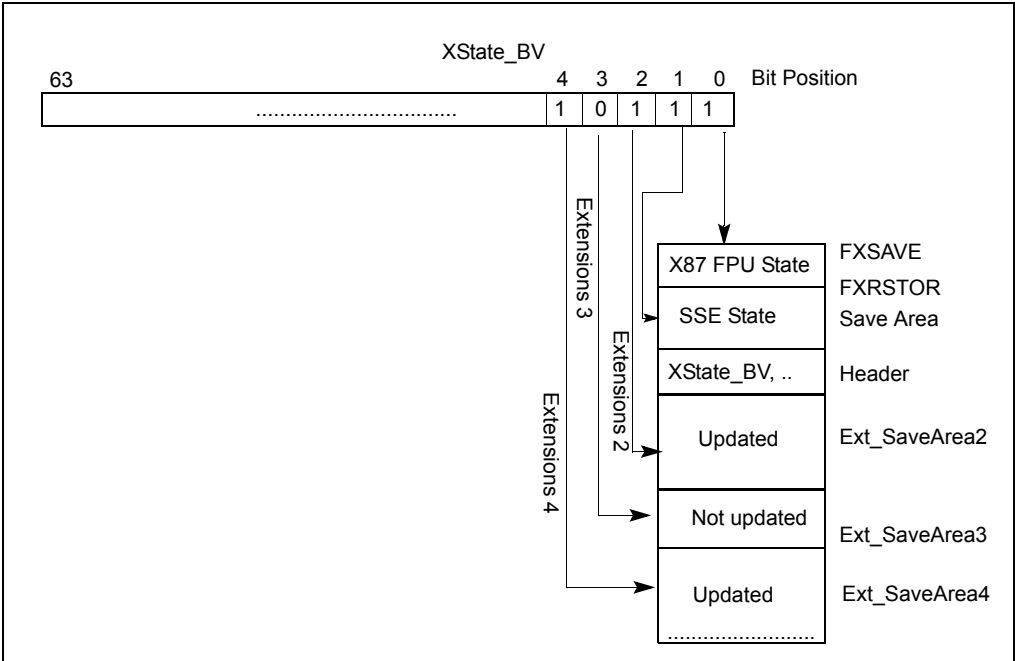 XState_BV
63 4 3 2 1 0 Bit Position
.................................. 1 0 1 1 1
Extensions 3
Extensions 2
Extensions 4
X87 FPU State
FXSAVE
FXRSTOR
SSE State
Save Area
XState_BV, ..
Header
Updated
Ext_SaveArea2
Not updated
Ext_SaveArea3
Updated
Ext_SaveArea4
.........................